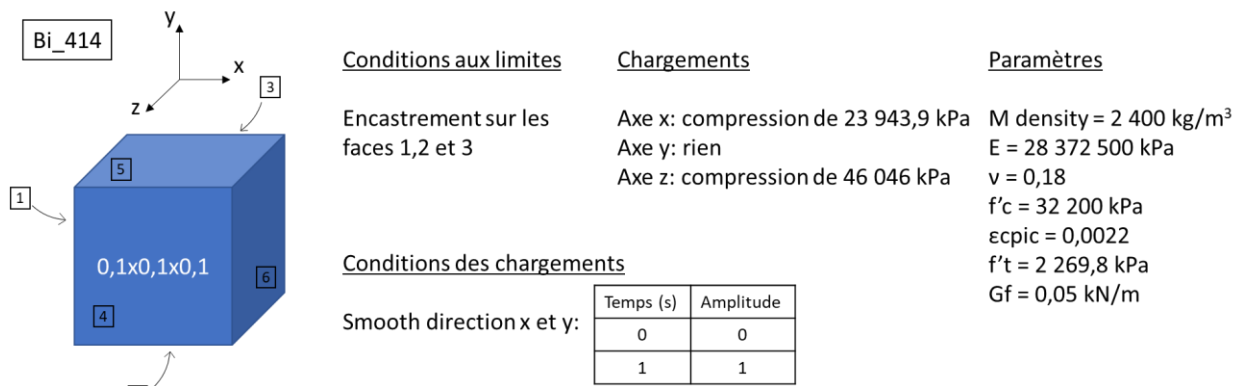 Bi_414
y
x
z
3
5
1
0,1x0,1x0,1
6
4
Conditions aux limites
Encastrement sur les
faces 1,2 et 3
Chargements
Axe x: compression de 23 943,9 kPa
Axe y: rien
Axe z: compression de 46 046 kPa
Conditions des chargements
Smooth direction x et y:
Temps (s) Amplitude
0 0
1 1
Paramètres
M density = 2 400 kg/m³
E = 28 372 500 kPa
ν = 0,18
f'c = 32 200 kPa
εcpic = 0,0022
f't = 2 269,8 kPa
Gf = 0,05 kN/m